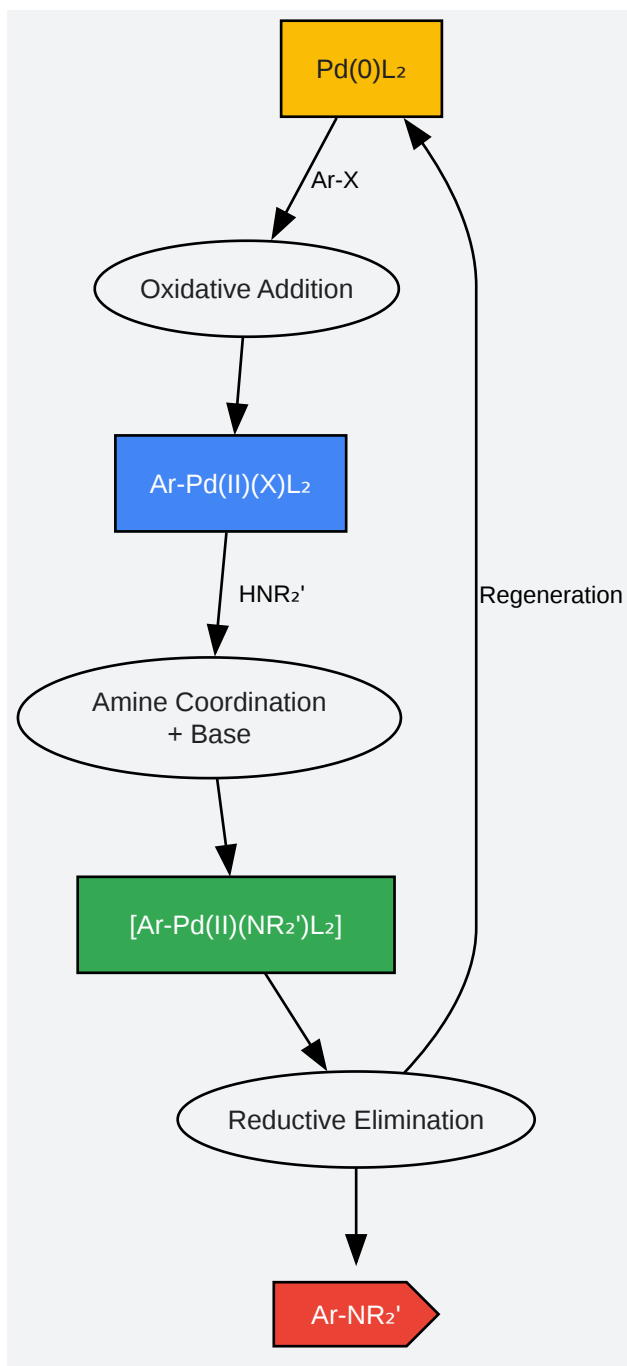 Pd(0)L₂
Ar-X
Oxidative Addition
Ar-Pd(II)(X)L₂
HNR₂'
Regeneration
Amine Coordination
+ Base
[Ar-Pd(II)(NR₂')L₂]
Reductive Elimination
Ar-NR₂'